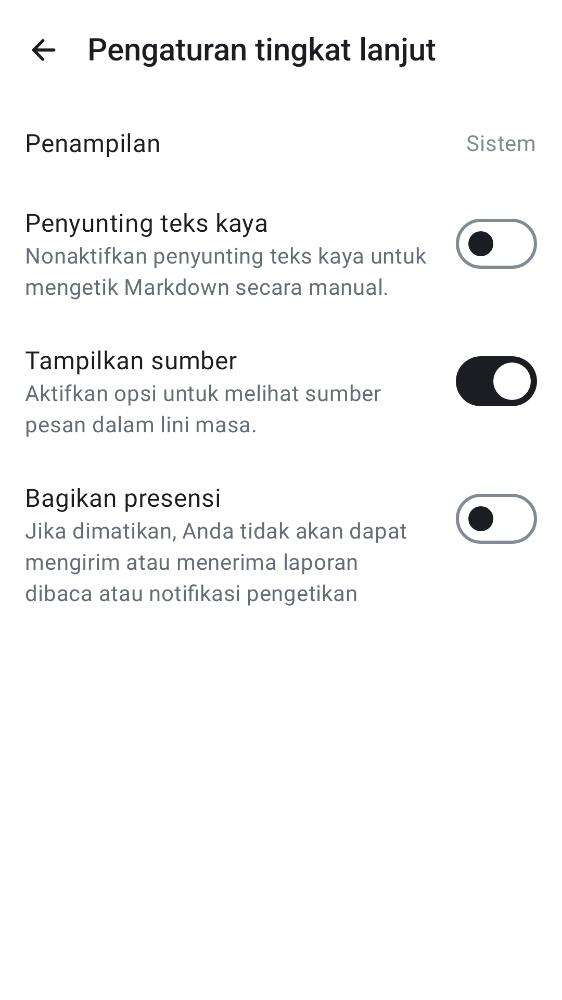 Pengaturan tingkat lanjut
Penampilan
Sistem
Penyunting teks kaya
Nonaktifkan penyunting teks kaya untuk
mengetik Markdown secara manual.
Tampilkan sumber
Aktifkan opsi untuk melihat sumber
pesan dalam lini masa.
Bagikan presensi
Jika dimatikan, Anda tidak akan dapat
mengirim atau menerima laporan
dibaca atau notifikasi pengetikan